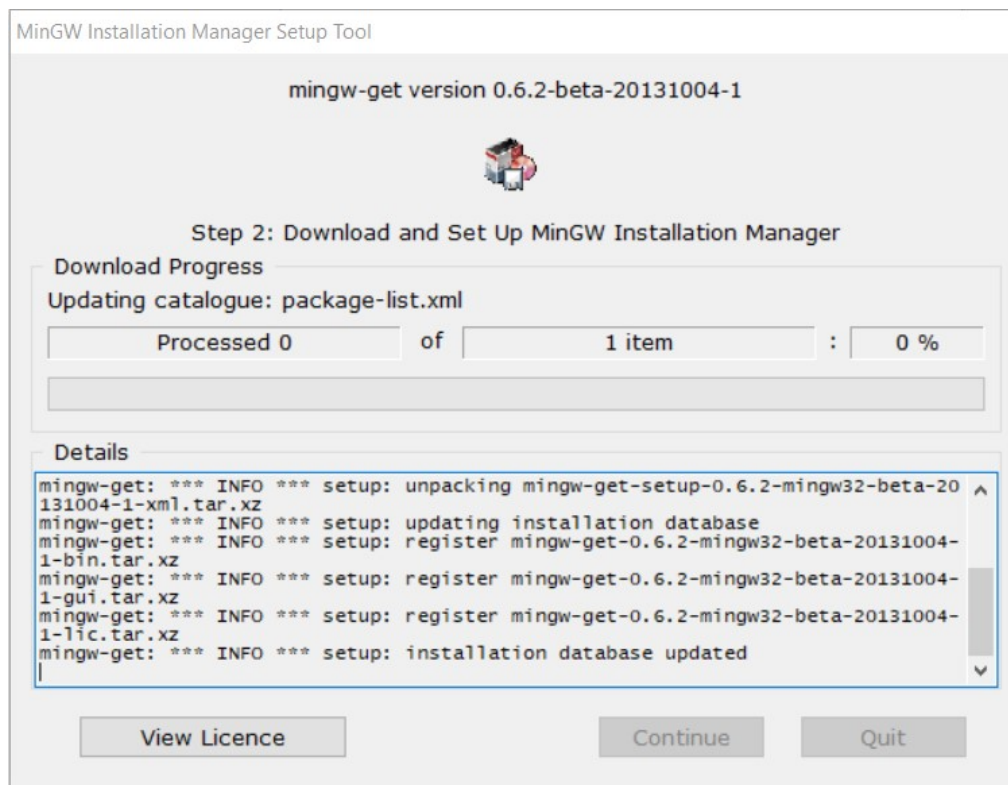 MinGW Installation Manager Setup Tool
mingw-get version 0.6.2-beta-20131004-1
Step 2: Download and Set Up MinGW Installation Manager
Download Progress
Updating catalogue: package-list.xml
Processed 0 of 1 item : 0 %
Details
mingw-get: *** INFO *** setup: unpacking mingw-get-setup-0.6.2-mingw32-beta-20
131004-1-xml.tar.xz
mingw-get: *** INFO *** setup: updating installation database
mingw-get: *** INFO *** setup: register mingw-get-0.6.2-mingw32-beta-20131004-
1-bin.tar.xz
mingw-get: *** INFO *** setup: register mingw-get-0.6.2-mingw32-beta-20131004-
1-gui.tar.xz
mingw-get: *** INFO *** setup: register mingw-get-0.6.2-mingw32-beta-20131004-
1-lic.tar.xz
mingw-get: *** INFO *** setup: installation database updated
View Licence Continue Quit